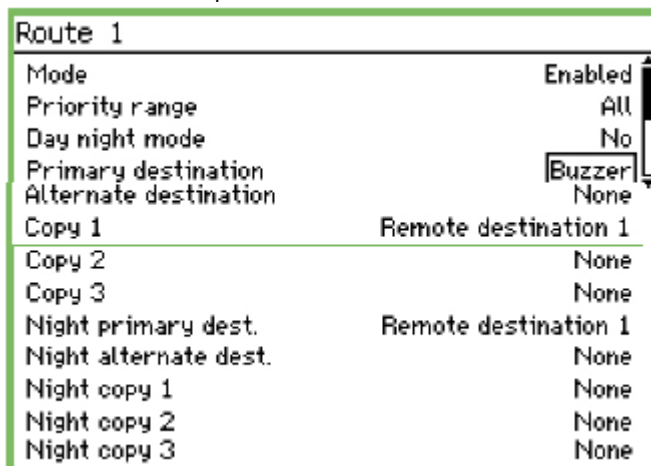 Route 1
Mode Enabled
Priority range All
Day night mode No
Primary destination Buzzer
Alternate destination None
Copy 1 Remote destination 1
Copy 2 None
Copy 3 None
Night primary dest. Remote destination 1
Night alternate dest. None
Night copy 1 None
Night copy 2 None
Night copy 3 None